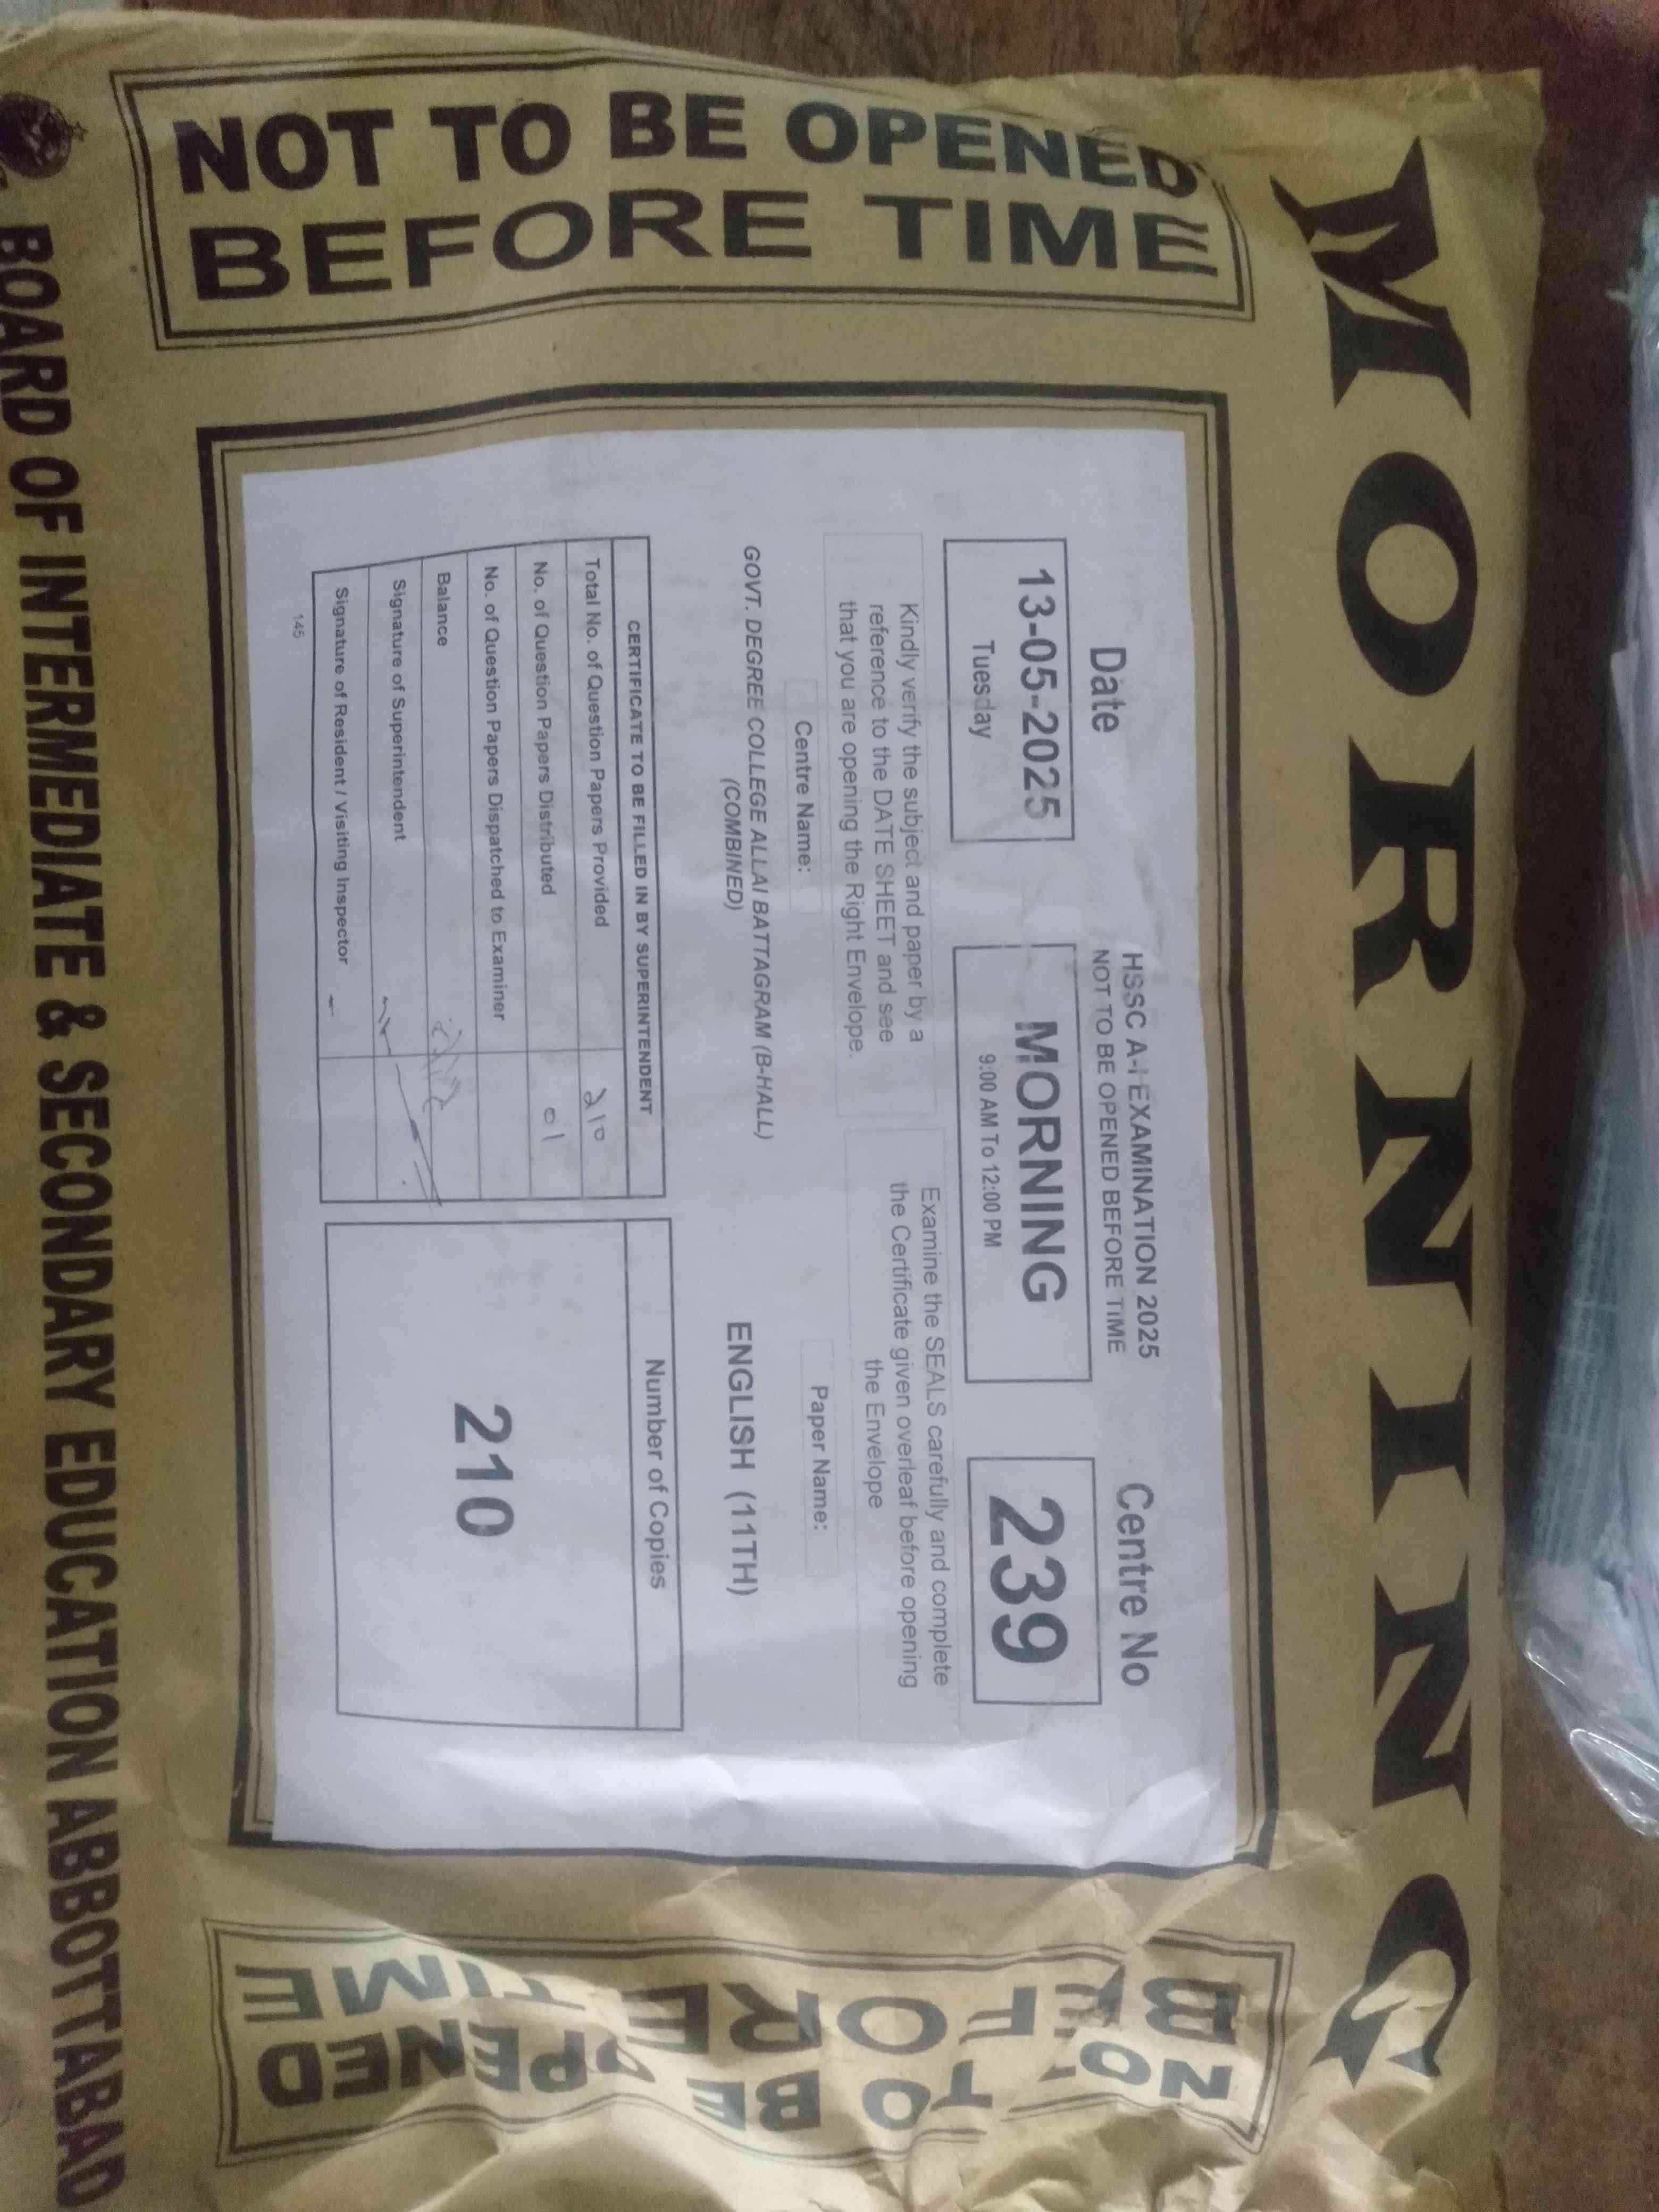 MORNING
NOT TO BE OPENED
BEFORE TIME
HSSC A-I EXAMINATION 2025
NOT TO BE OPENED BEFORE TIME
Date
Centre No
13-05-2025
Tuesday
MORNING
9:00 AM To 12:00 PM
239
Kindly verify the subject and paper by a
reference to the DATE SHEET and see
that you are opening the Right Envelope.
Examine the SEALS carefully and complete
the Certificate given overleaf before opening
the Envelope
Centre Name:
Paper Name:
GOVT. DEGREE COLLEGE ALLAI BATTAGRAM (B-HALL)
(COMBINED)
ENGLISH (11TH)
CERTIFICATE TO BE FILLED IN BY SUPERINTENDENT
Total No. of Question Papers Provided 210
No. of Question Papers Distributed 01
No. of Question Papers Dispatched to Examiner
Balance
Signature of Superintendent
Signature of Resident / Visiting Inspector
145
Number of Copies
210
NOT TO BE OPENED
BEFORE TIME
BOARD OF INTERMEDIATE & SECONDARY EDUCATION ABBOTTABAD